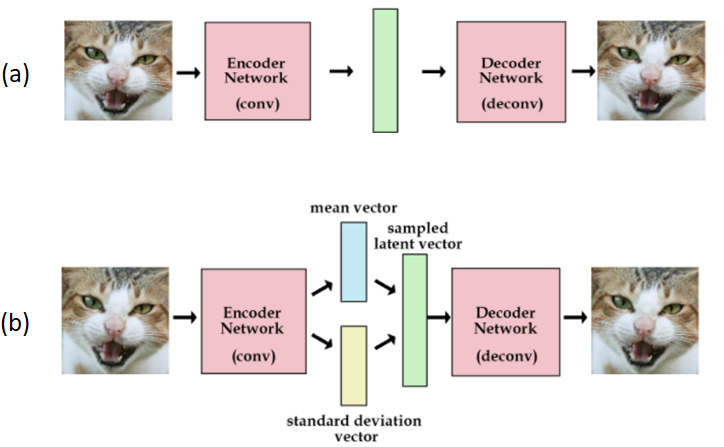 (a)
Encoder
Network
(conv)
Decoder
Network
(deconv)
mean vector
sampled
latent vector
(b)
Encoder
Network
(conv)
Decoder
Network
(deconv)
standard deviation
vector